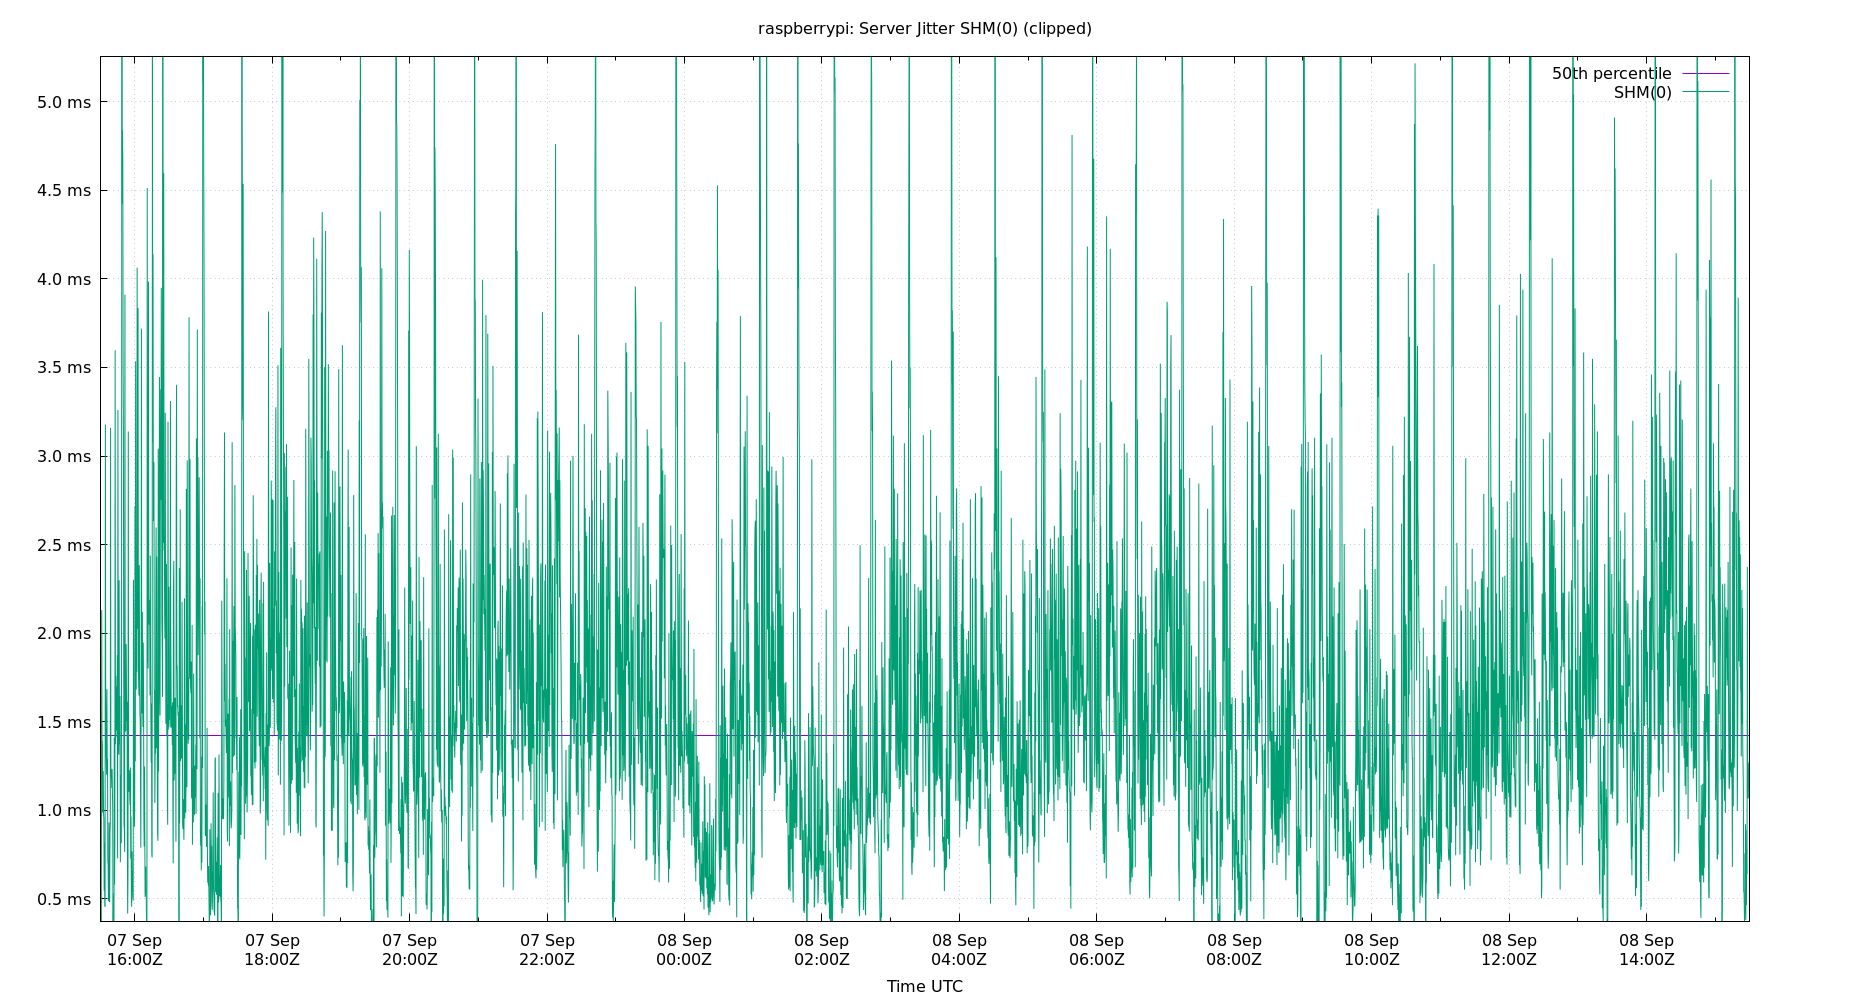 raspberrypi: Server Jitter SHM(0) (clipped)
50th percentile
SHM(0)
5.0 ms
4.5 ms
4.0 ms
3.5 ms
3.0 ms
2.5 ms
2.0 ms
1.5 ms
1.0 ms
0.5 ms
07 Sep 07 Sep 07 Sep 07 Sep 08 Sep 08 Sep 08 Sep 08 Sep 08 Sep 08 Sep 08 Sep 08 Sep
16:00Z 18:00Z 20:00Z 22:00Z 00:00Z 02:00Z 04:00Z 06:00Z 08:00Z 10:00Z 12:00Z 14:00Z
Time UTC